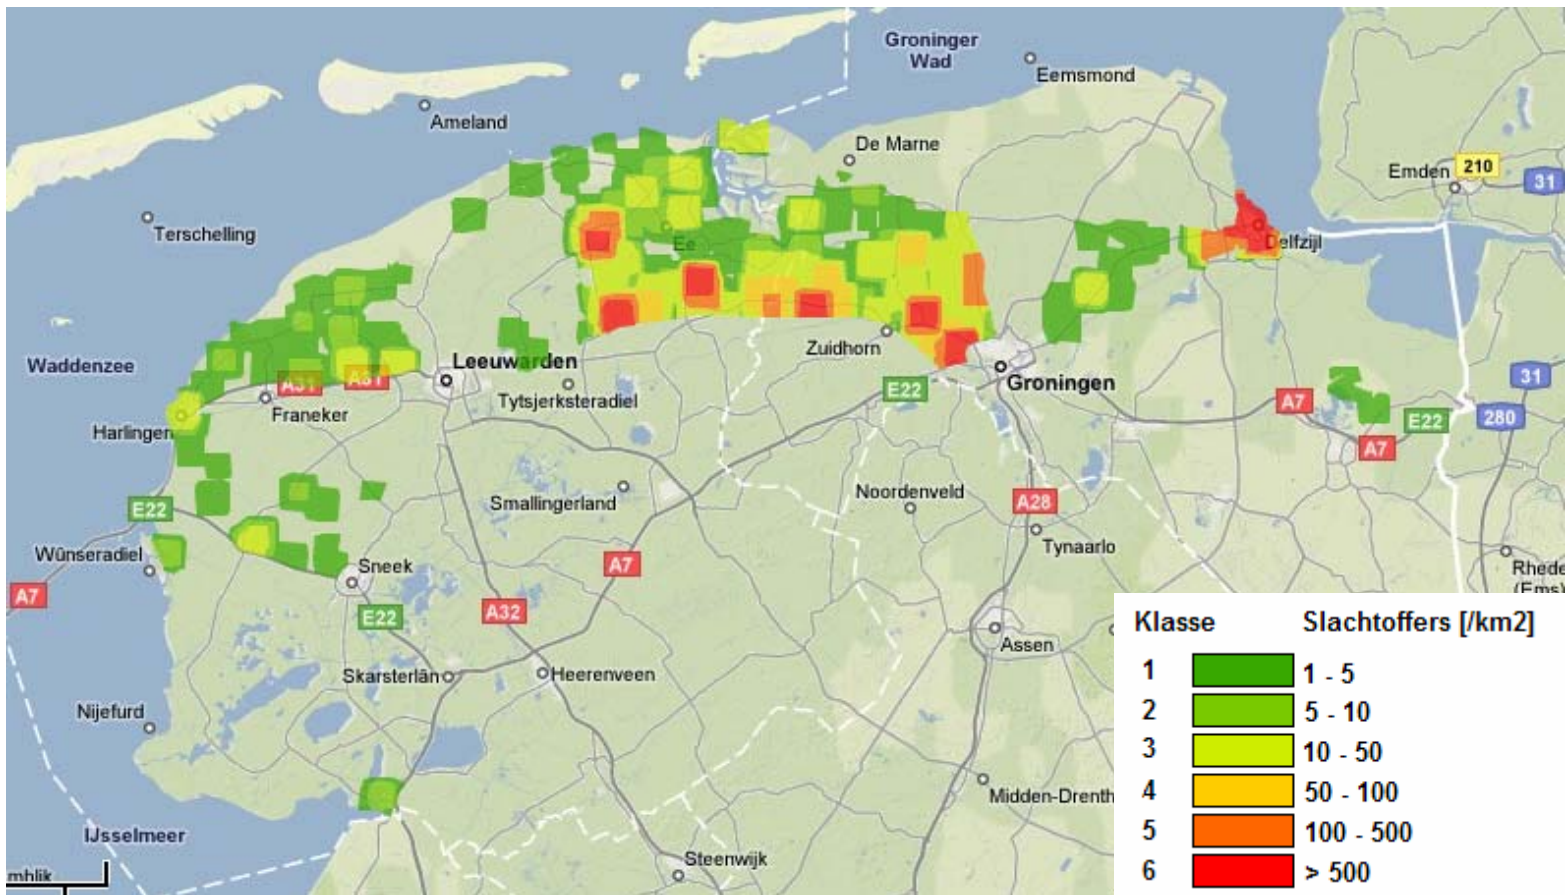 Groninger
Wad
Eemsmond
Ameland
De Marne
Emden
210
31
Terschelling
Ee
Delfzijl
Waddenzee
Leeuwarden
Zuidhorn
Groningen
A31
A31
Franeker
Tytsjerksteradiel
E22
A7
31
Harlingen
E22
280
A7
Smallingerland
Noordenveld
A28
E22
Wûnseradiel
Tynaarlo
Sneek
A7
A7
Rhede
(Ems)
E22
A32
Assen
Skarsterlân
Heerenveen
Nijefurd
Midden-Drenth
IJsselmeer
Steenwijk
mhlik
Klasse Slachtoffers [/km2]
1 1 - 5
2 5 - 10
3 10 - 50
4 50 - 100
5 100 - 500
6 > 500